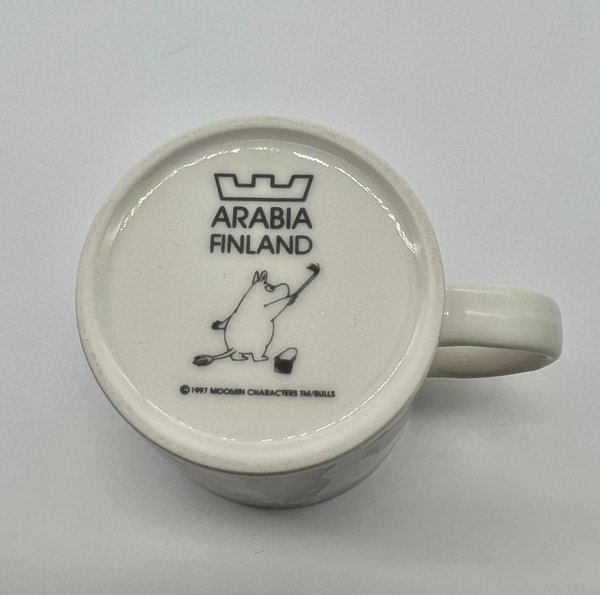 ARABIA
FINLAND
©1997 MOOMIN CHARACTERS TM/BULLS